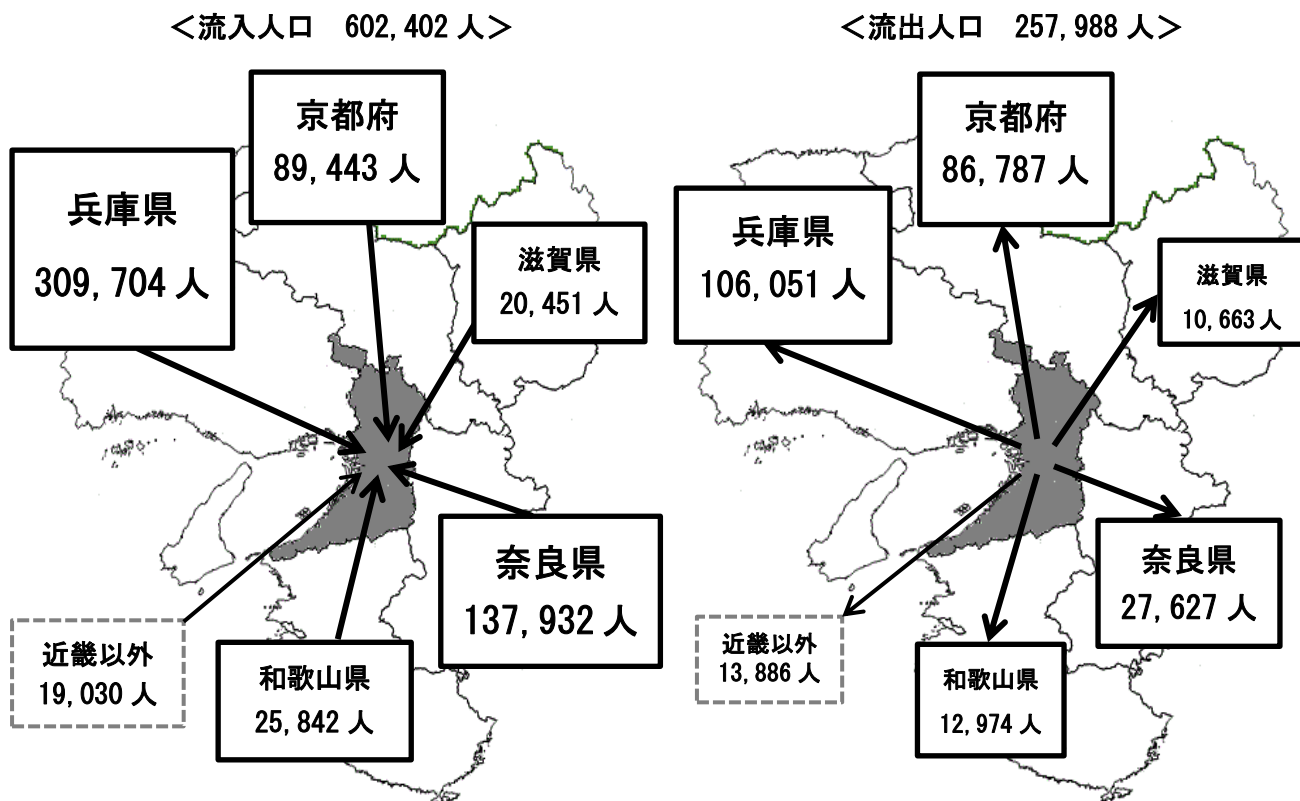 ＜流入人口　602,402 人＞
京都府
89,443 人
兵庫県
309,704 人
滋賀県
20,451 人
奈良県
137,932 人
近畿以外
19,030 人
和歌山県
25,842 人
＜流出人口　257,988 人＞
京都府
86,787 人
兵庫県
106,051 人
滋賀県
10,663 人
奈良県
27,627 人
近畿以外
13,886 人
和歌山県
12,974 人